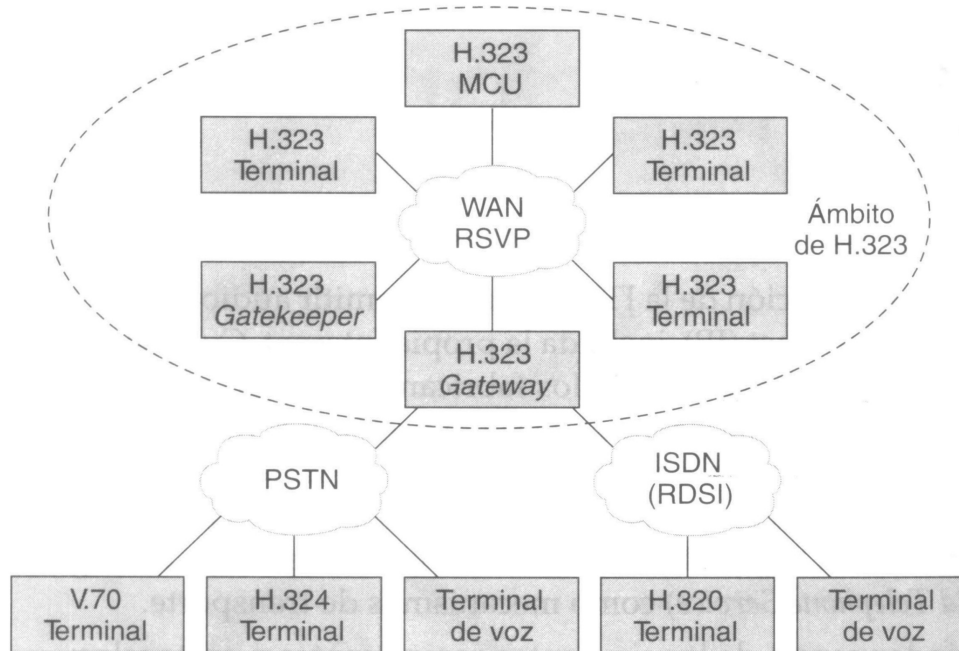 H.323
MCU
H.323
Terminal
H.323
Terminal
WAN
RSVP
Ámbito
de H.323
H.323
Gatekeeper
H.323
Terminal
H.323
Gateway
PSTN
ISDN
(RDSI)
V.70
Terminal
H.324
Terminal
Terminal
de voz
H.320
Terminal
Terminal
de voz